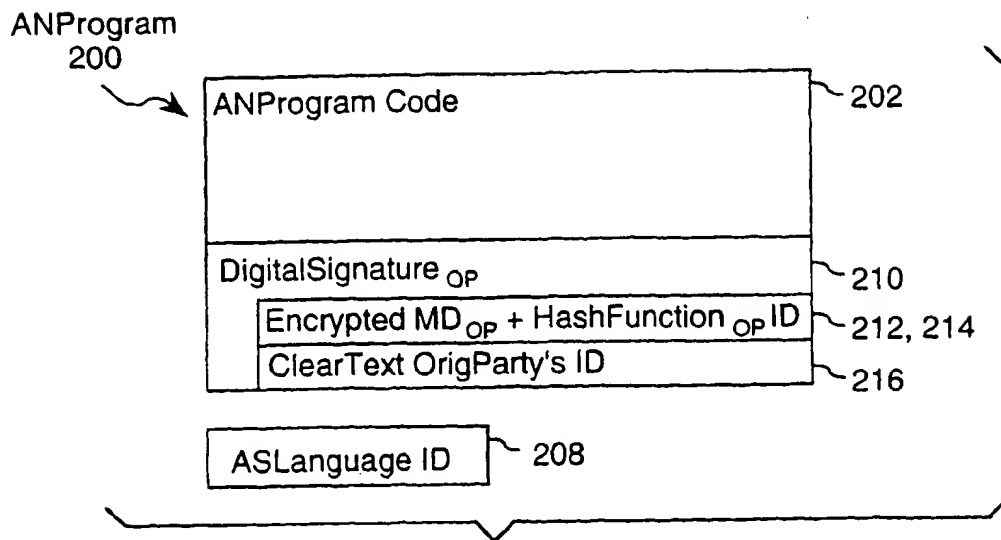 ANProgram
200
ANProgram Code
202
DigitalSignature OP
210
Encrypted MD OP + HashFunction OP ID
212, 214
ClearText OrigParty's ID
216
ASLanguage ID
208